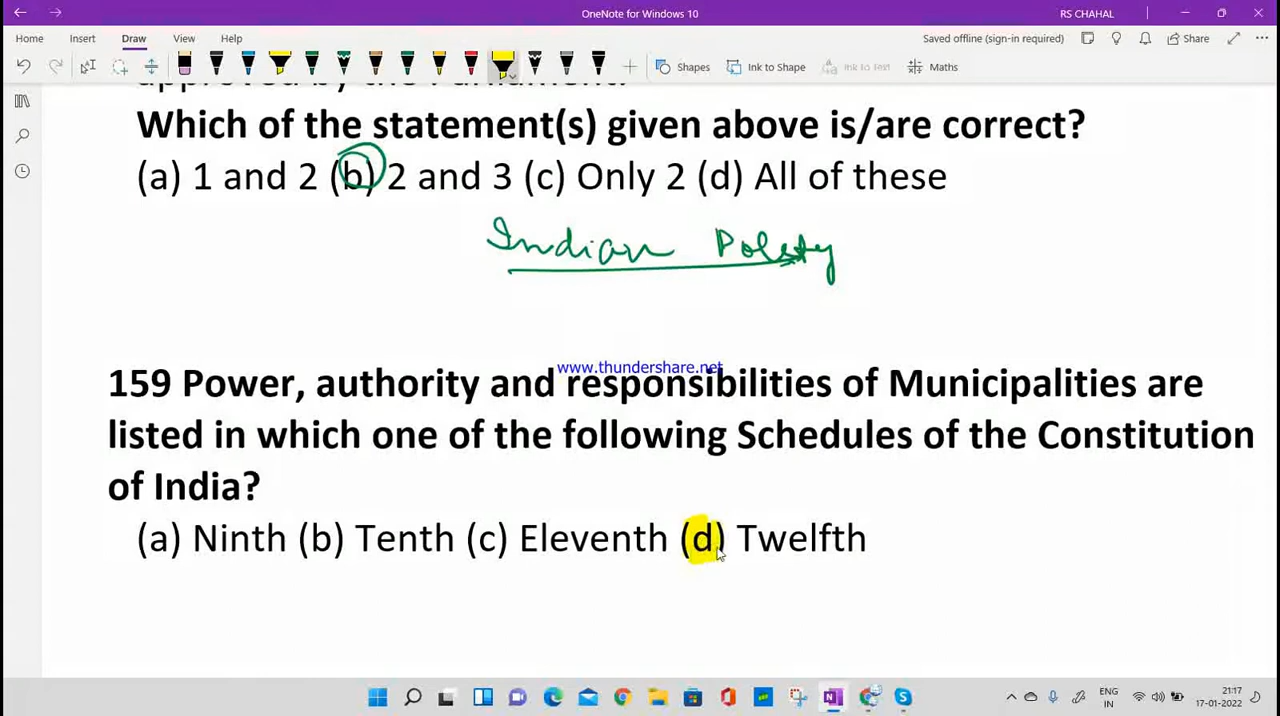 OneNote for Windows 10
RS CHAHAL
Home Insert Draw View Help
Saved offline (sign-in required)
Share
Shapes Ink to Shape Ink to Text Maths
approved by the Parliament.
Which of the statement(s) given above is/are correct?
(a) 1 and 2 (b) 2 and 3 (c) Only 2 (d) All of these
Indian Polity
www.thundershare.net
159 Power, authority and responsibilities of Municipalities are
listed in which one of the following Schedules of the Constitution
of India?
(a) Ninth (b) Tenth (c) Eleventh (d) Twelfth
ENG
IN
21:17
17-01-2022